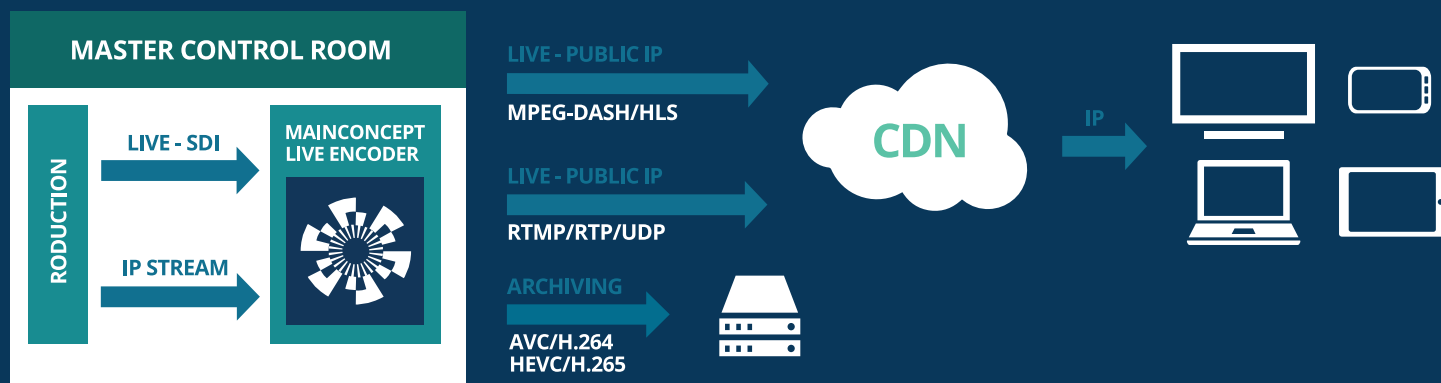 MASTER CONTROL ROOM
RODUCTION
LIVE - SDI
IP STREAM
MAINCONCEPT
LIVE ENCODER
LIVE - PUBLIC IP
MPEG-DASH/HLS
LIVE - PUBLIC IP
RTMP/RTP/UDP
ARCHIVING
AVC/H.264
HEVC/H.265
CDN
IP